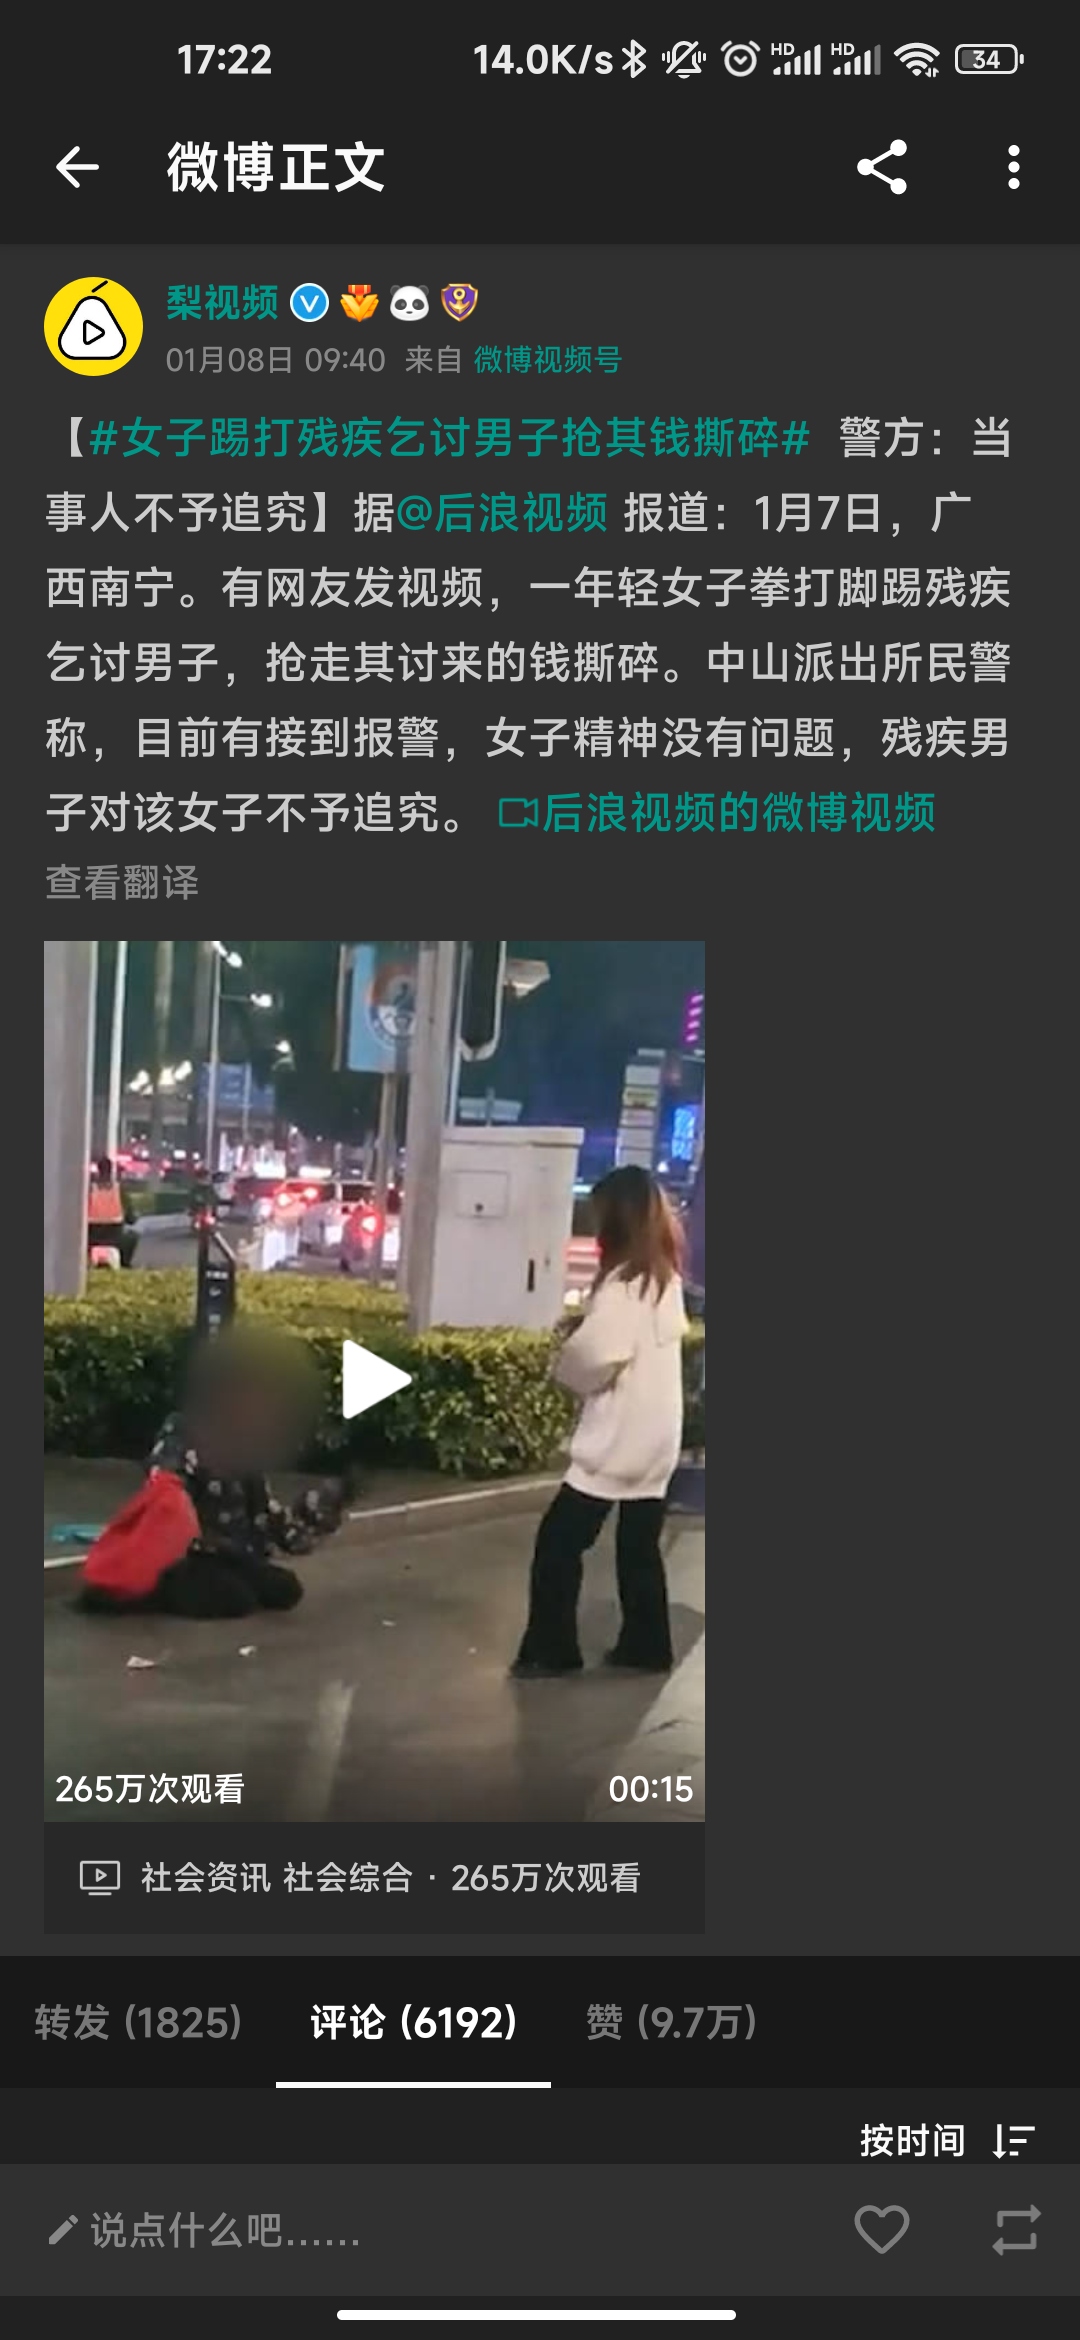 17:22 14.0K/s HD HD 34
微博正文
梨视频
01月08日 09:40 来自 微博视频号
【#女子踢打残疾乞讨男子抢其钱撕碎# 警方：当
事人不予追究】据@后浪视频 报道：1月7日，广
西南宁。有网友发视频，一年轻女子拳打脚踢残疾
乞讨男子，抢走其讨来的钱撕碎。中山派出所民警
称，目前有接到报警，女子精神没有问题，残疾男
子对该女子不予追究。 后浪视频的微博视频
查看翻译
265万次观看 00:15
社会资讯 社会综合 · 265万次观看
转发 (1825) 评论 (6192) 赞 (9.7万)
按时间
说点什么吧......